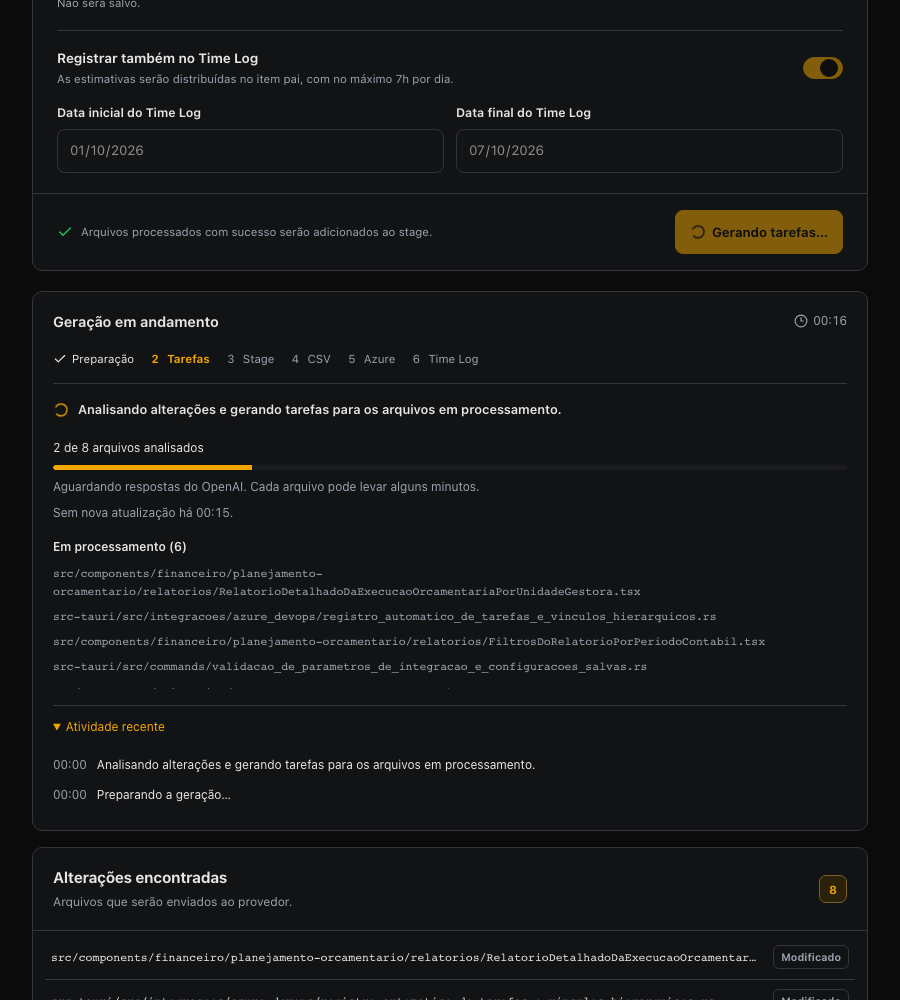 Não será salvo.
Registrar também no Time Log
As estimativas serão distribuídas no item pai, com no máximo 7h por dia.
Data inicial do Time Log
Data final do Time Log
01/10/2026
07/10/2026
Arquivos processados com sucesso serão adicionados ao stage.
Gerando tarefas...
Geração em andamento
00:16
Preparação 2 Tarefas 3 Stage 4 CSV 5 Azure 6 Time Log
Analisando alterações e gerando tarefas para os arquivos em processamento.
2 de 8 arquivos analisados
Aguardando respostas do OpenAI. Cada arquivo pode levar alguns minutos.
Sem nova atualização há 00:15.
Em processamento (6)
src/components/financeiro/planejamento-
orcamentario/relatorios/RelatorioDetalhadoDaExecucaoOrcamentariaPorUnidadeGestora.tsx
src-tauri/src/integracoes/azure_devops/registro_automatico_de_tarefas_e_vinculos_hierarquicos.rs
src/components/financeiro/planejamento-orcamentario/relatorios/FiltrosDoRelatorioPorPeriodoContabil.tsx
src-tauri/src/commands/validacao_de_parametros_de_integracao_e_configuracoes_salvas.rs
▼ Atividade recente
00:00 Analisando alterações e gerando tarefas para os arquivos em processamento.
00:00 Preparando a geração...
Alterações encontradas
8
Arquivos que serão enviados ao provedor.
src/components/financeiro/planejamento-orcamentario/relatorios/RelatorioDetalhadoDaExecucaoOrcamentar…
Modificado
src-tauri/src/integracoes/azure_devops/registro_automatico_de_tarefas_e_vinculos_hierarquicos.rs
Modificado